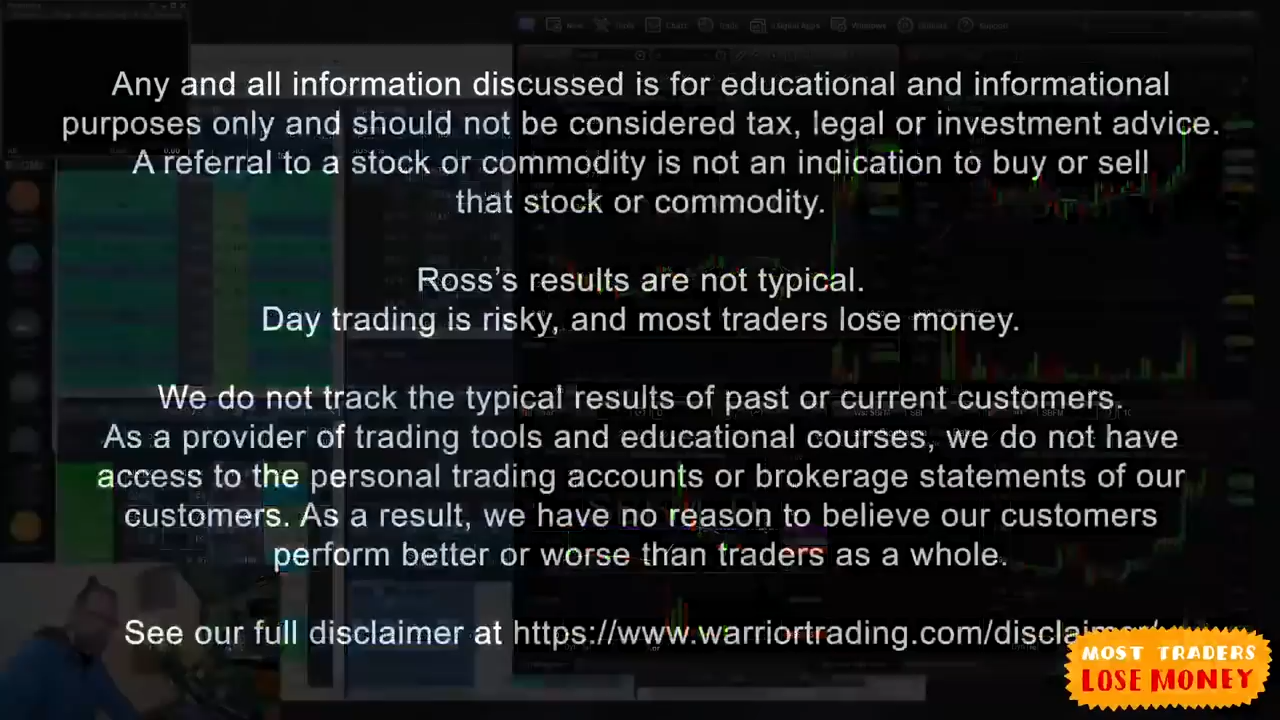 New
Tools
Charts
Trade
Windows
Support
Any and all information discussed is for educational and informational
purposes only and should not be considered tax, legal or investment advice.
A referral to a stock or commodity is not an indication to buy or sell
that stock or commodity.
Ross’s results are not typical.
Day trading is risky, and most traders lose money.
We do not track the typical results of past or current customers.
As a provider of trading tools and educational courses, we do not have
access to the personal trading accounts or brokerage statements of our
customers. As a result, we have no reason to believe our customers
perform better or worse than traders as a whole.
See our full disclaimer at https://www.warriortrading.com/disclaimer/
MOST TRADERS
LOSE MONEY